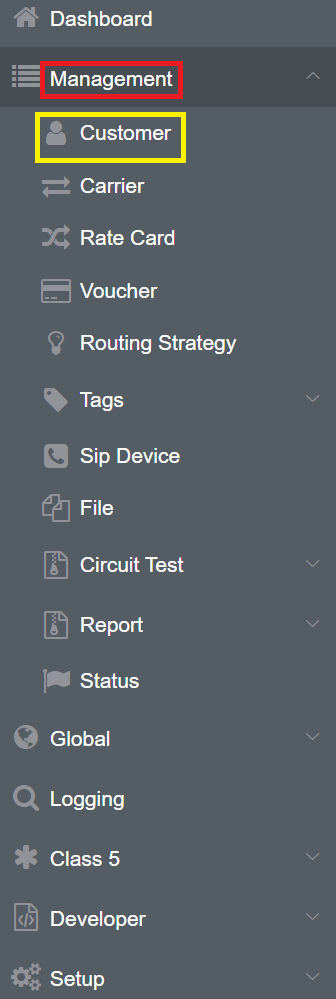 Dashboard
Management
Customer
Carrier
Rate Card
Voucher
Routing Strategy
Tags
Sip Device
File
Circuit Test
Report
Status
Global
Logging
Class 5
Developer
Setup